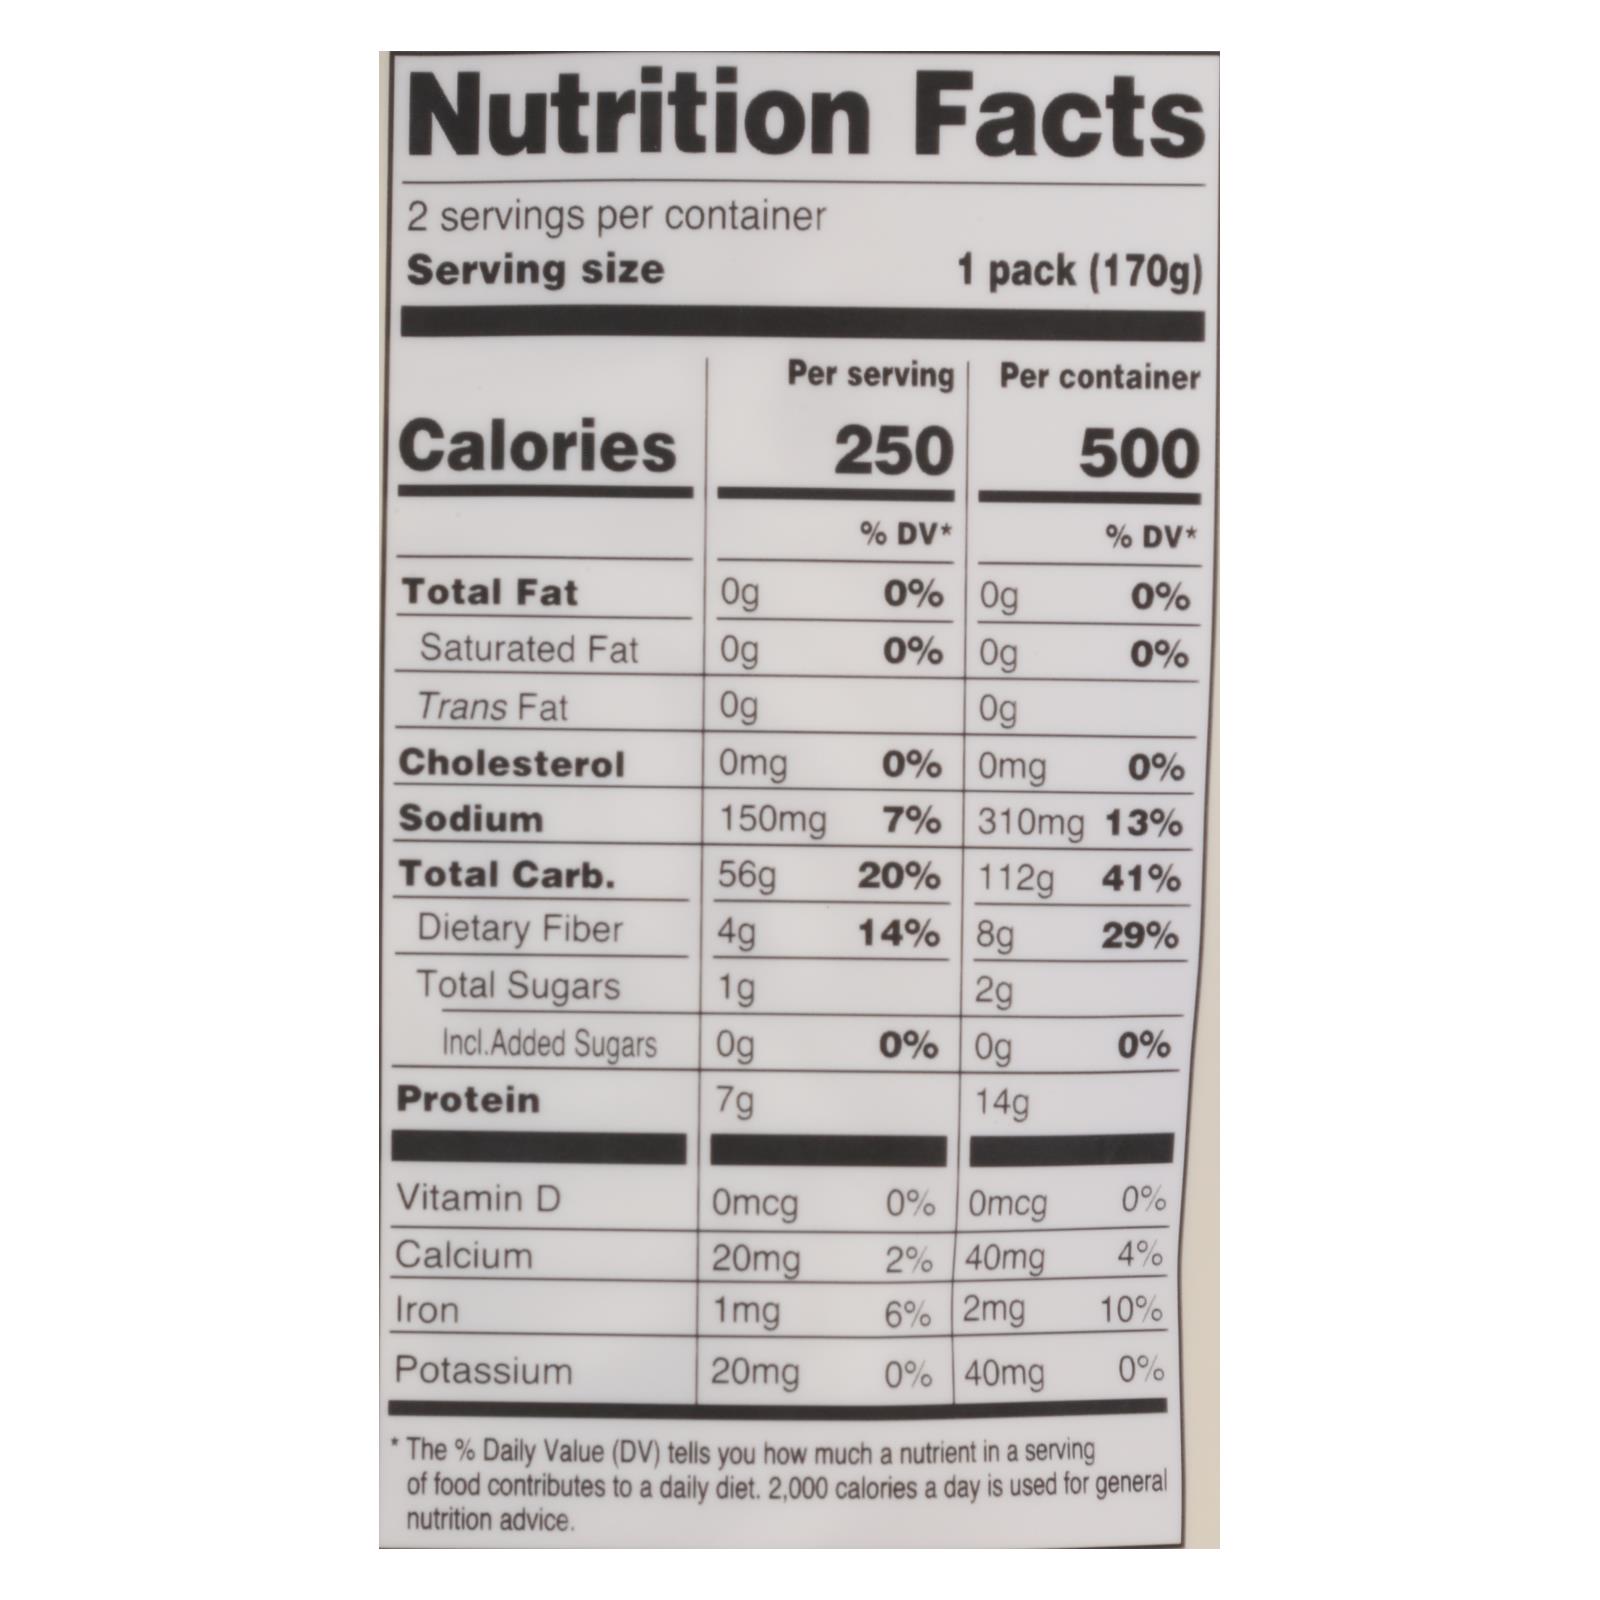 Nutrition Facts
2 servings per container
Serving size 1 pack (170g)
Per serving Per container
Calories 250 500
% DV* % DV*
Total Fat 0g 0% 0g 0%
Saturated Fat 0g 0% 0g 0%
Trans Fat 0g 0g
Cholesterol 0mg 0% 0mg 0%
Sodium 150mg 7% 310mg 13%
Total Carb. 56g 20% 112g 41%
Dietary Fiber 4g 14% 8g 29%
Total Sugars 1g 2g
Incl.Added Sugars 0g 0% 0g 0%
Protein 7g 14g
Vitamin D 0mcg 0% 0mcg 0%
Calcium 20mg 2% 40mg 4%
Iron 1mg 6% 2mg 10%
Potassium 20mg 0% 40mg 0%
* The % Daily Value (DV) tells you how much a nutrient in a serving
of food contributes to a daily diet. 2,000 calories a day is used for general
nutrition advice.